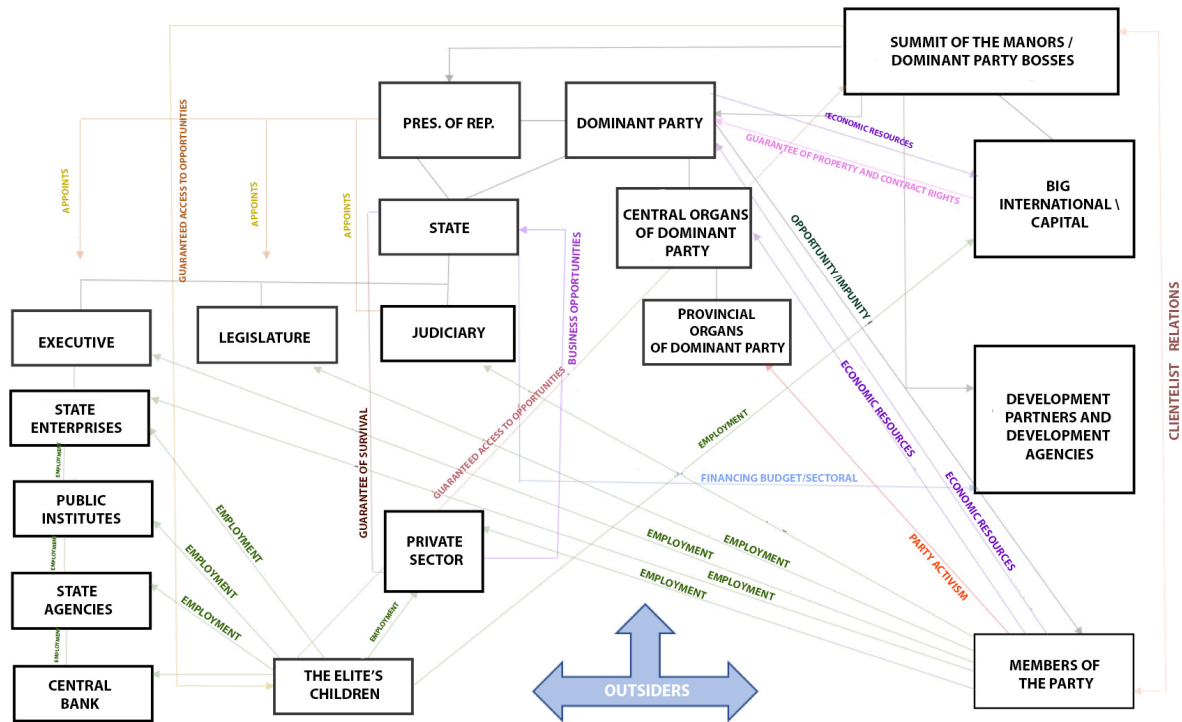 SUMMIT OF THE MANORS /
DOMINANT PARTY BOSSES
PRES. OF REP.
DOMINANT PARTY
ECONOMIC RESOURCES
GUARANTEE OF PROPERTY AND CONTRACT RIGHTS
BIG
INTERNATIONAL \
CAPITAL
APPOINTS
GUARANTEED ACCESS TO OPPORTUNITIES
APPOINTS
APPOINTS
STATE
CENTRAL ORGANS
OF DOMINANT
PARTY
OPPORTUNITY/IMPUNITY
BUSINESS OPPORTUNITIES
EXECUTIVE
LEGISLATURE
JUDICIARY
PROVINCIAL
ORGANS
OF DOMINANT PARTY
CLIENTELIST RELATIONS
STATE
ENTERPRISES
GUARANTEE OF SURVIVAL
GUARANTEED ACCESS TO OPPORTUNITIES
ECONOMIC RESOURCES
EMPLOYMENT
DEVELOPMENT
PARTNERS AND
DEVELOPMENT
AGENCIES
EMPLOYMENT
FINANCING BUDGET/SECTORAL
ECONOMIC RESOURCES
PUBLIC
INSTITUTES
EMPLOYMENT
PRIVATE
SECTOR
EMPLOYMENT
EMPLOYMENT
EMPLOYMENT
EMPLOYMENT
EMPLOYMENT
EMPLOYMENT
EMPLOYMENT
PARTY ACTIVISM
STATE
AGENCIES
EMPLOYMENT
EMPLOYMENT
CENTRAL
BANK
THE ELITE'S
CHILDREN
OUTSIDERS
MEMBERS OF
THE PARTY